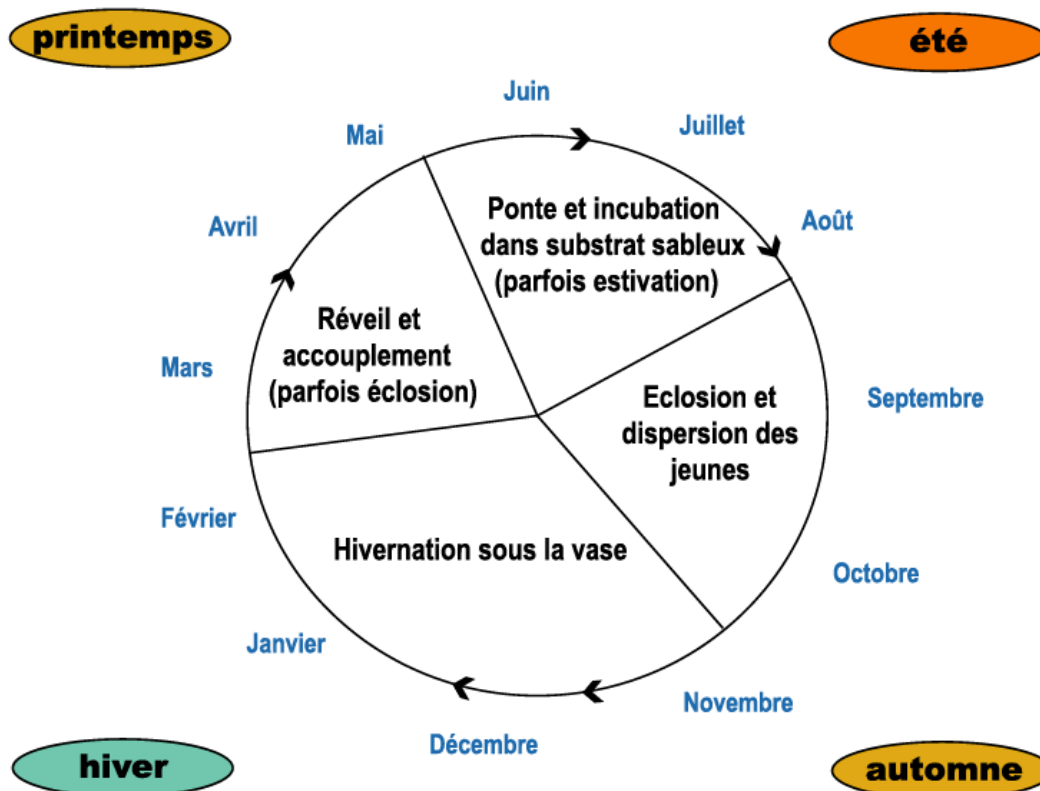 printemps
été
Juin
Juillet
Mai
Août
Avril
Ponte et incubation
dans substrat sableux
(parfois estivation)
Réveil et
accouplement
(parfois éclosion)
Mars
Eclosion et
dispersion des
jeunes
Septembre
Février
Hivernation sous la vase
Octobre
Janvier
Novembre
Décembre
hiver
automne